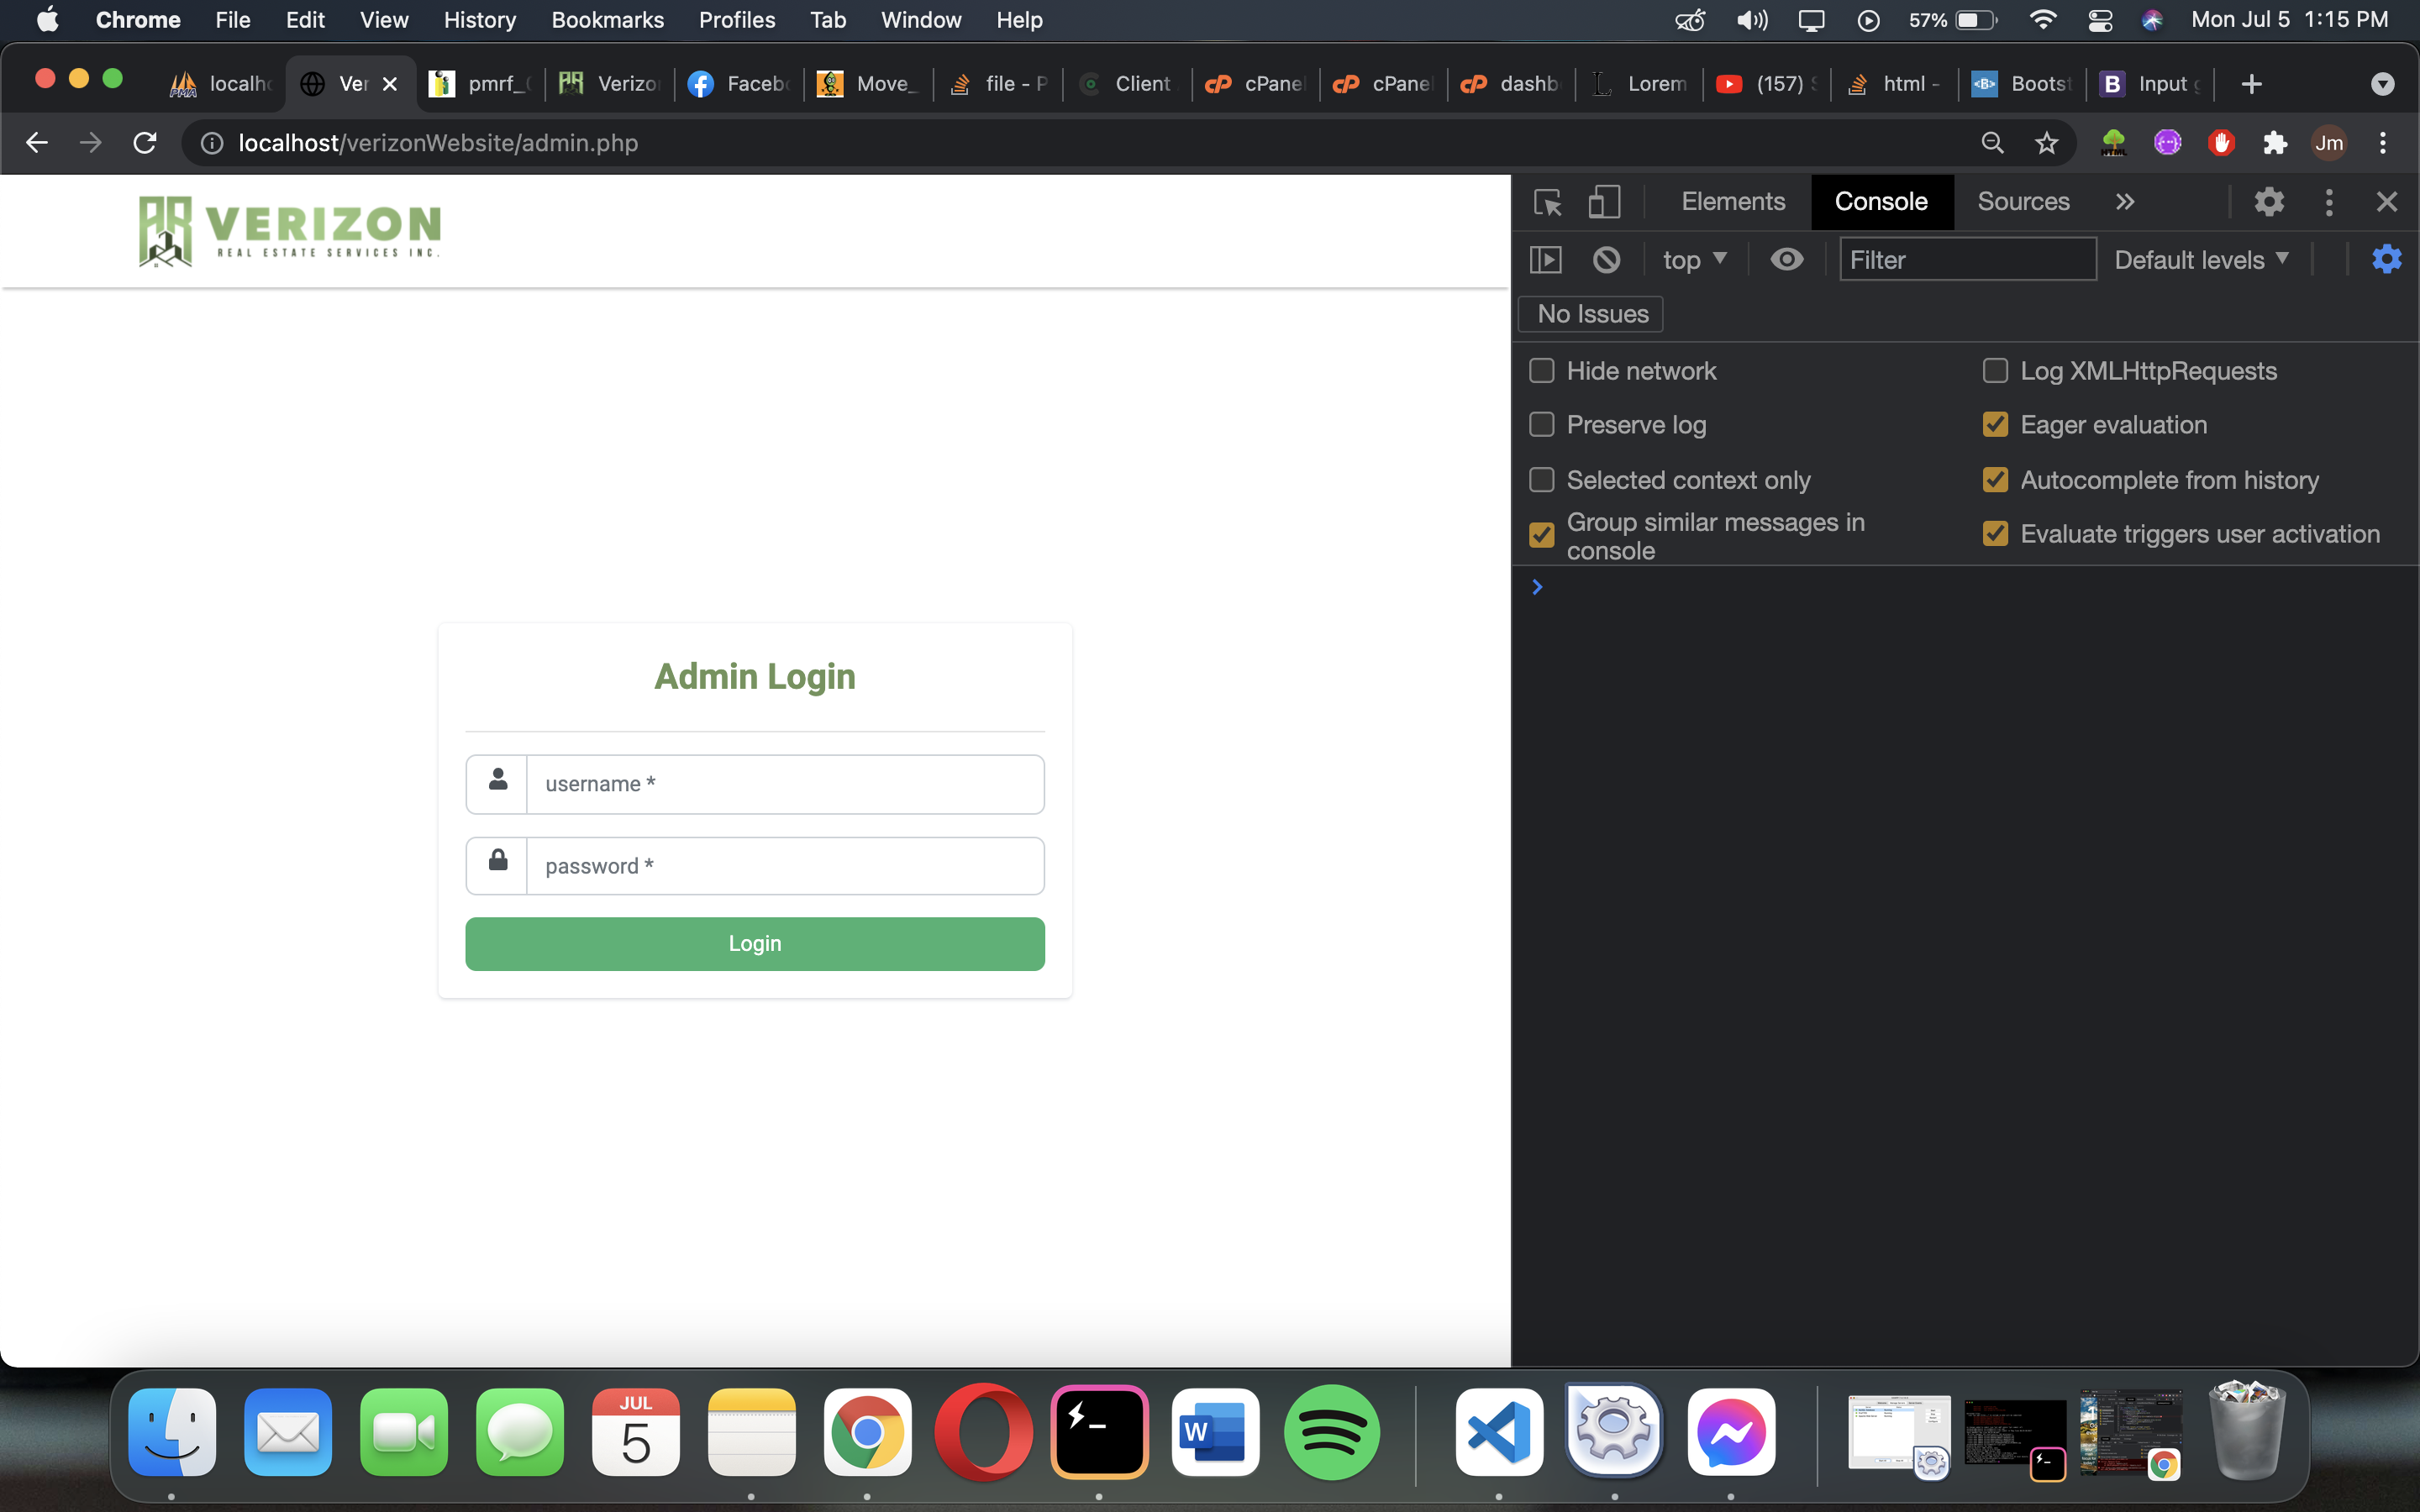 Chrome File Edit View History Bookmarks Profiles Tab Window Help 57% Mon Jul 5 1:15 PM
localho Ver pmrf_ Verizo Faceb Move_ file - P Client cPanel cPanel dashb Lorem (157) html - Boots Input
localhost/verizonWebsite/admin.php Jm
VERIZON
REAL ESTATE SERVICES INC.
Admin Login
username *
password *
Login
Elements Console Sources
top Filter Default levels
No Issues
Hide network Log XMLHttpRequests
Preserve log Eager evaluation
Selected context only Autocomplete from history
Group similar messages in
console Evaluate triggers user activation
JUL
5
W